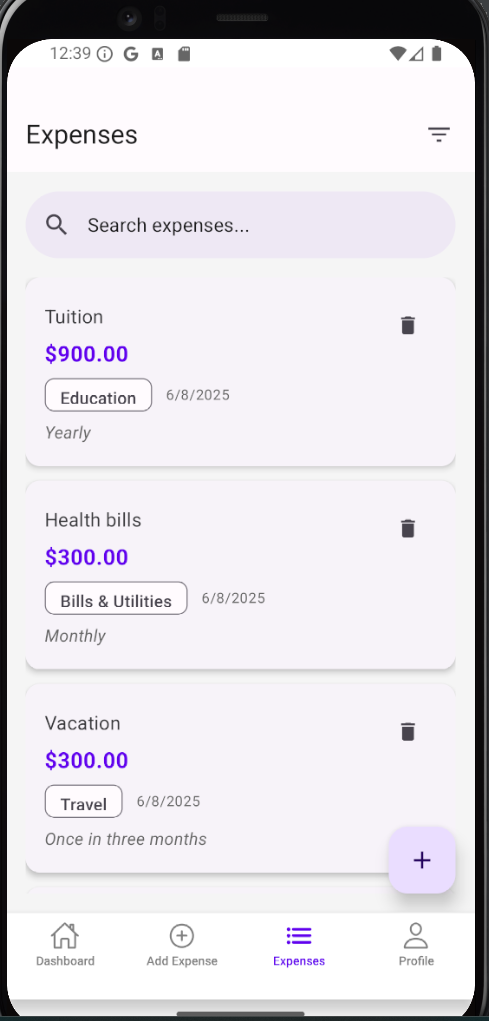 12:39
Expenses
Search expenses...
Tuition
$900.00
Education 6/8/2025
Yearly
Health bills
$300.00
Bills & Utilities 6/8/2025
Monthly
Vacation
$300.00
Travel 6/8/2025
Once in three months
+
Dashboard Add Expense Expenses Profile